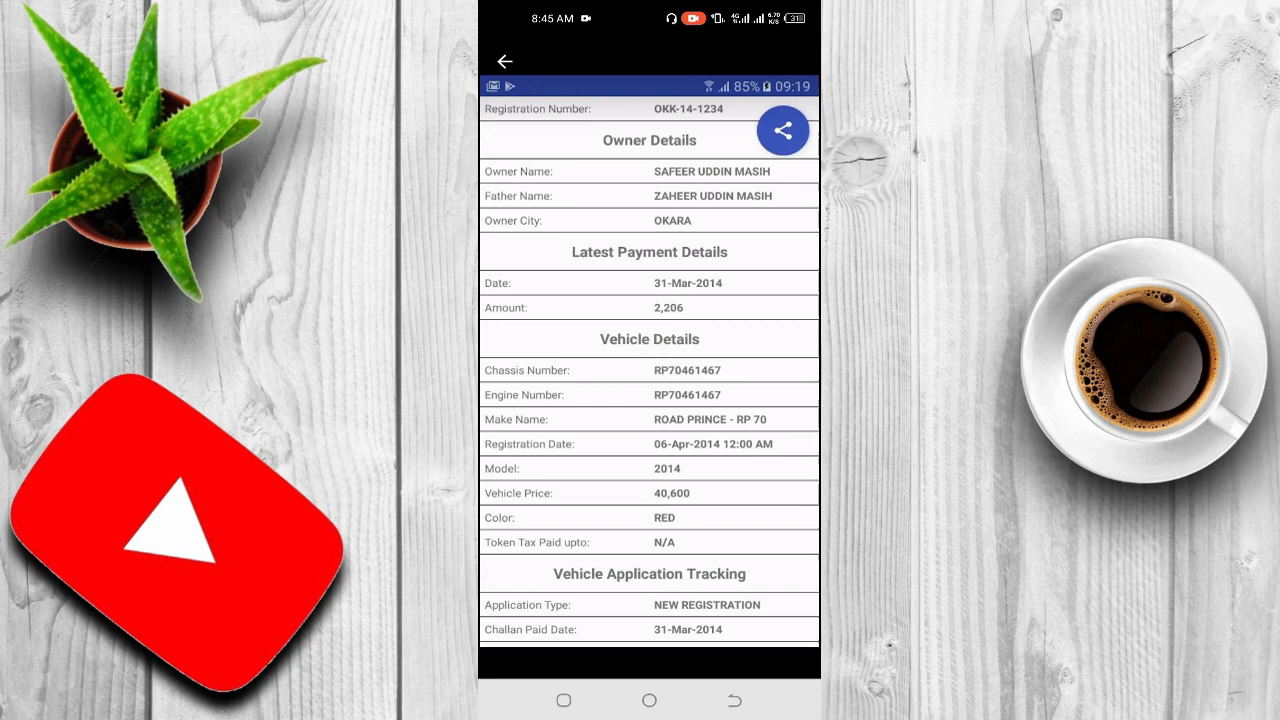 8:45 AM
4G 6.70 K/S 31
85% 09:19
Registration Number: OKK-14-1234
Owner Details
Owner Name: SAFEER UDDIN MASIH
Father Name: ZAHEER UDDIN MASIH
Owner City: OKARA
Latest Payment Details
Date: 31-Mar-2014
Amount: 2,206
Vehicle Details
Chassis Number: RP70461467
Engine Number: RP70461467
Make Name: ROAD PRINCE - RP 70
Registration Date: 06-Apr-2014 12:00 AM
Model: 2014
Vehicle Price: 40,600
Color: RED
Token Tax Paid upto: N/A
Vehicle Application Tracking
Application Type: NEW REGISTRATION
Challan Paid Date: 31-Mar-2014